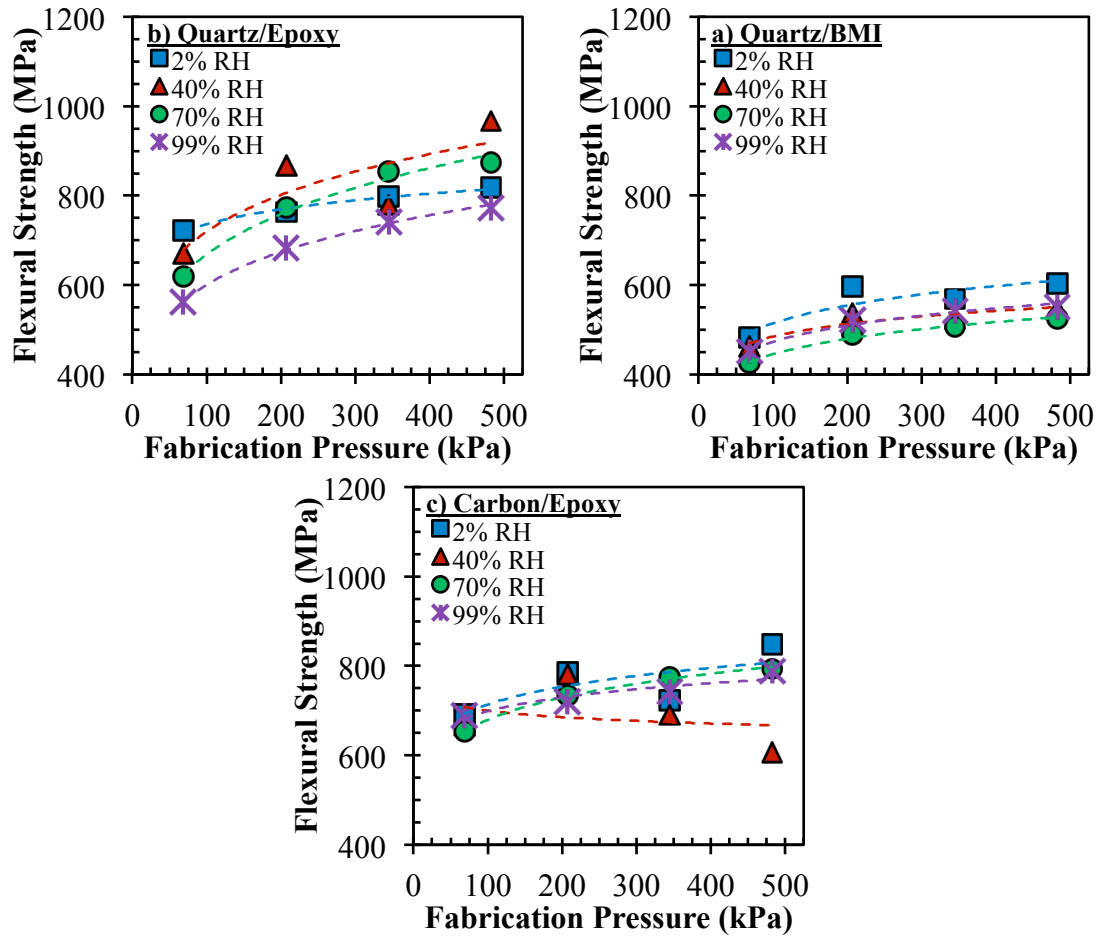 1200
1000
800
600
400
Flexural Strength (MPa)
b) Quartz/Epoxy
2% RH
40% RH
70% RH
99% RH
0 100 200 300 400 500
Fabrication Pressure (kPa)
1200
1000
800
600
400
Flexural Strength (MPa)
a) Quartz/BMI
2% RH
40% RH
70% RH
99% RH
0 100 200 300 400 500
Fabrication Pressure (kPa)
1200
1000
800
600
400
Flexural Strength (MPa)
c) Carbon/Epoxy
2% RH
40% RH
70% RH
99% RH
0 100 200 300 400 500
Fabrication Pressure (kPa)